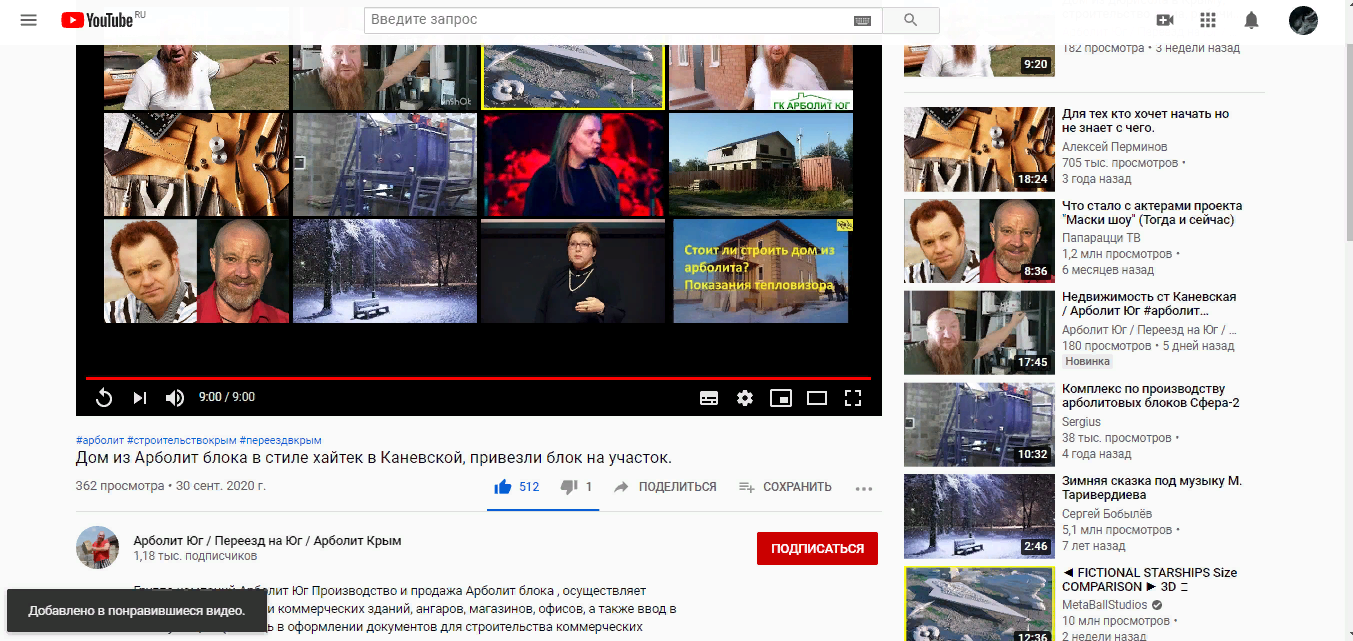 YouTube RU
Введите запрос
InShOt
ГК АРБОЛИТ ЮГ
Стоит ли строить дом из
арболита?
Показания тепловизора
9:00 / 9:00
#арболит #строительствокрым #переездвкрым
Дом из Арболит блока в стиле хайтек в Каневской, привезли блок на участок.
362 просмотра • 30 сент. 2020 г.
512
1
ПОДЕЛИТЬСЯ
СОХРАНИТЬ
Арболит Юг / Переезд на Юг / Арболит Крым
1,18 тыс. подписчиков
ПОДПИСАТЬСЯ
Группа компаний Арболит Юг Производство и продажа Арболит блока , осуществляет
и коммерческих зданий, ангаров, магазинов, офисов, а также ввод в
в оформлении документов для строительства коммерческих
Добавлено в понравившиеся видео.
182 просмотра • 3 недели назад
9:20
Для тех кто хочет начать но
не знает с чего.
Алексей Перминов
705 тыс. просмотров •
3 года назад
18:24
Что стало с актерами проекта
"Маски шоу" (Тогда и сейчас)
Папарацци ТВ
1,2 млн просмотров •
6 месяцев назад
8:36
Недвижимость ст Каневская
/ Арболит Юг #арболит...
Арболит Юг / Переезд на Юг / ...
180 просмотров • 5 дней назад
Новинка
17:45
Комплекс по производству
арболитовых блоков Сфера-2
Sergius
38 тыс. просмотров •
4 года назад
10:32
Зимняя сказка под музыку М.
Таривердиева
Сергей Бобылёв
5,1 млн просмотров •
7 лет назад
2:46
◄ FICTIONAL STARSHIPS Size
COMPARISON ► 3D Ξ
MetaBallStudios
10 млн просмотров •
2 недели назад
12:36